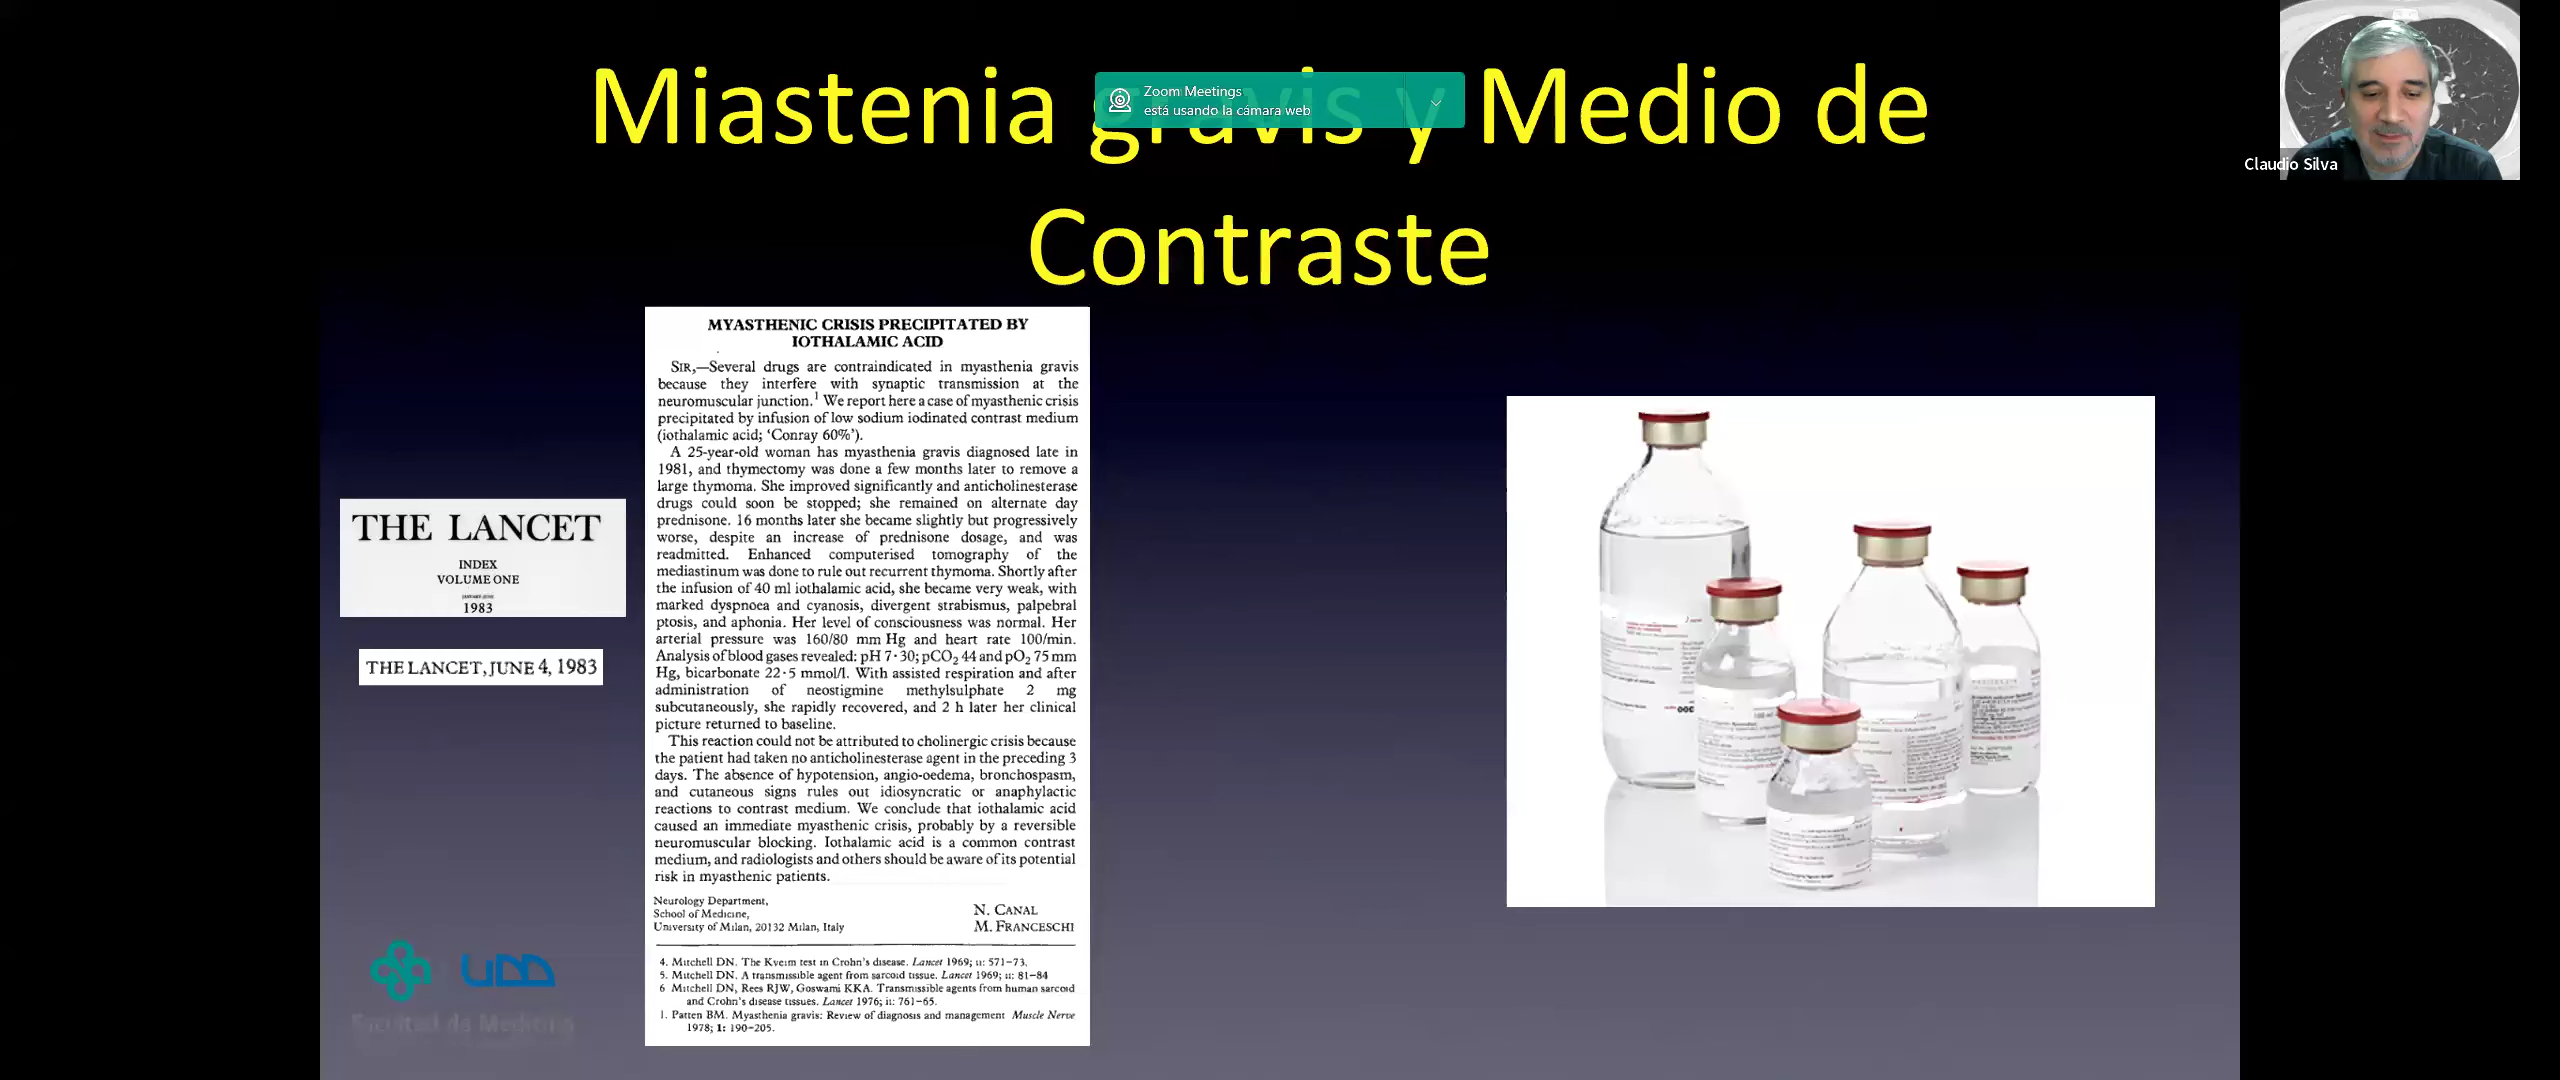 Miastenia gravis y Medio de
Contraste
Zoom Meetings
está usando la cámara web
Claudio Silva
THE LANCET
INDEX
VOLUME ONE
JANUARY-JUNE
1983
THE LANCET, JUNE 4, 1983
MYASTHENIC CRISIS PRECIPITATED BY
IOTHALAMIC ACID
SIR,—Several drugs are contraindicated in myasthenia gravis
because they interfere with synaptic transmission at the
neuromuscular junction.1 We report here a case of myasthenic crisis
precipitated by infusion of low sodium iodinated contrast medium
(iothalamic acid; ‘Conray 60%’).
A 25-year-old woman has myasthenia gravis diagnosed late in
1981, and thymectomy was done a few months later to remove a
large thymoma. She improved significantly and anticholinesterase
drugs could soon be stopped; she remained on alternate day
prednisone. 16 months later she became slightly but progressively
worse, despite an increase of prednisone dosage, and was
readmitted. Enhanced computerised tomography of the
mediastinum was done to rule out recurrent thymoma. Shortly after
the infusion of 40 ml iothalamic acid, she became very weak, with
marked dyspnoea and cyanosis, divergent strabismus, palpebral
ptosis, and aphonia. Her level of consciousness was normal. Her
arterial pressure was 160/80 mm Hg and heart rate 100/min.
Analysis of blood gases revealed: pH 7·30; pCO2 44 and pO2 75 mm
Hg, bicarbonate 22·5 mmol/l. With assisted respiration and after
administration of neostigmine methylsulphate 2 mg
subcutaneously, she rapidly recovered, and 2 h later her clinical
picture returned to baseline.
This reaction could not be attributed to cholinergic crisis because
the patient had taken no anticholinesterase agent in the preceding 3
days. The absence of hypotension, angio-oedema, bronchospasm,
and cutaneous signs rules out idiosyncratic or anaphylactic
reactions to contrast medium. We conclude that iothalamic acid
caused an immediate myasthenic crisis, probably by a reversible
neuromuscular blocking. Iothalamic acid is a common contrast
medium, and radiologists and others should be aware of its potential
risk in myasthenic patients.
Neurology Department,
School of Medicine,
University of Milan, 20132 Milan, Italy
N. CANAL
M. FRANCESCHI
4. Mitchell DN. The Kveim test in Crohn's disease. Lancet 1969; ii: 571–73.
5. Mitchell DN. A transmissible agent from sarcoid tissue. Lancet 1969; ii: 81–84
6 Mitchell DN, Rees RJW, Goswami KKA. Transmissible agents from human sarcoid
and Crohn's disease tissues. Lancet 1976; ii: 761–65.
1. Patten BM. Myasthenia gravis: Review of diagnosis and management Muscle Nerve
1978; 1: 190–205.
UDD
Facultad de Medicina